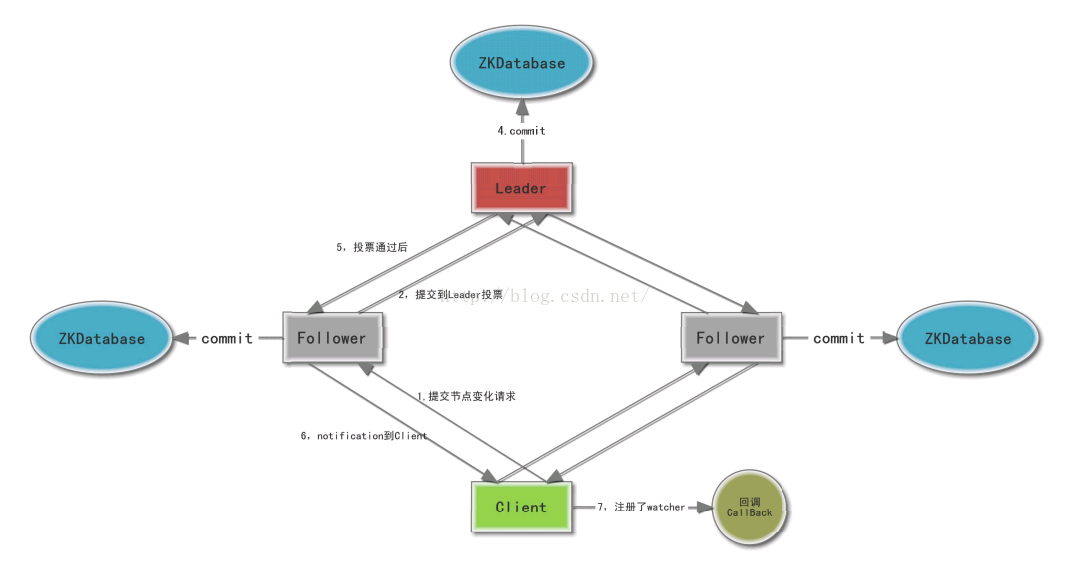 ZKDatabase
4.commit
Leader
5，投票通过后
2，提交到Leader投票
http://blog.csdn.net/
ZKDatabase
commit
Follower
Follower
commit
ZKDatabase
1.提交节点变化请求
6，notification到Client
Client
7，注册了watcher
回调
CallBack